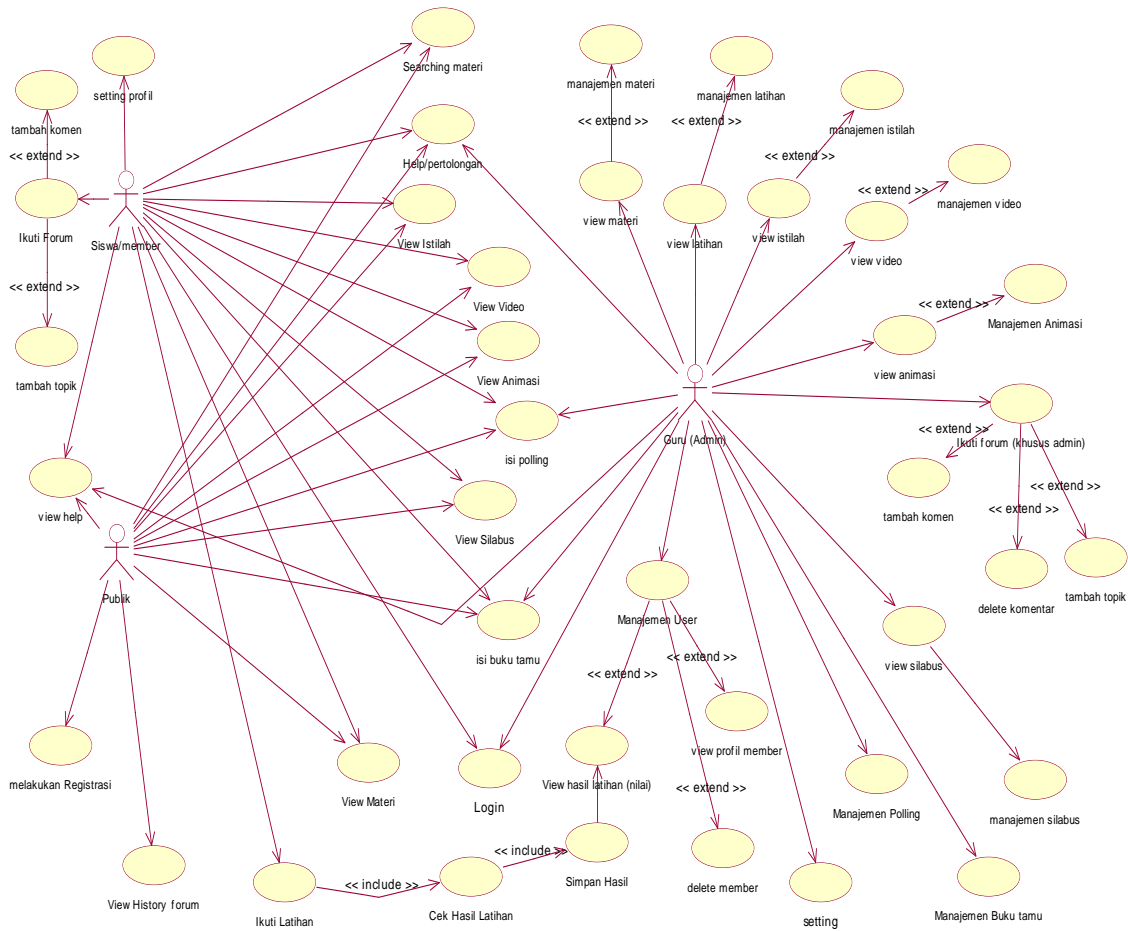 Searching materi
setting profil
manajemen materi
manajemen latihan
tambah komen
manajemen istilah
<< extend >>
<< extend >>
<< extend >>
<< extend >>
Help/pertolongan
<< extend >>
manajemen video
Ikuti Forum
Siswa/member
View Istilah
view materi
view latihan
view istilah
view video
<< extend >>
View Video
<< extend >>
Manajemen Animasi
tambah topik
View Animasi
view animasi
Guru (Admin)
Ikuti forum (khusus admin)
<< extend >>
isi polling
<< extend >>
<< extend >>
view help
View Silabus
tambah komen
Publik
delete komentar
tambah topik
Manajemen User
isi buku tamu
view silabus
<< extend >>
<< extend >>
view profil member
melakukan Registrasi
View Materi
Login
View hasil latihan (nilai)
<< extend >>
Manajemen Polling
manajemen silabus
<< include >>
<< include >>
Simpan Hasil
delete member
View History forum
Ikuti Latihan
Cek Hasil Latihan
setting
Manajemen Buku tamu